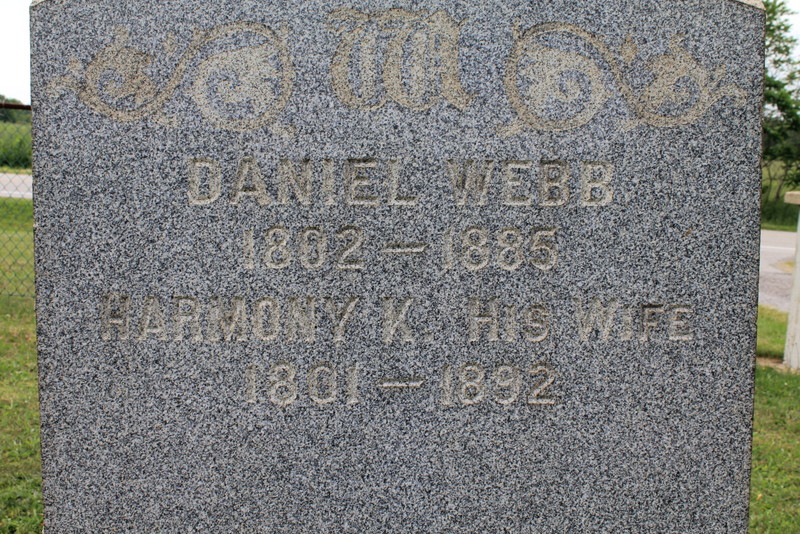 W
DANIEL WEBB
1802 — 1885
HARMONY K. HIS WIFE
1801 — 1892